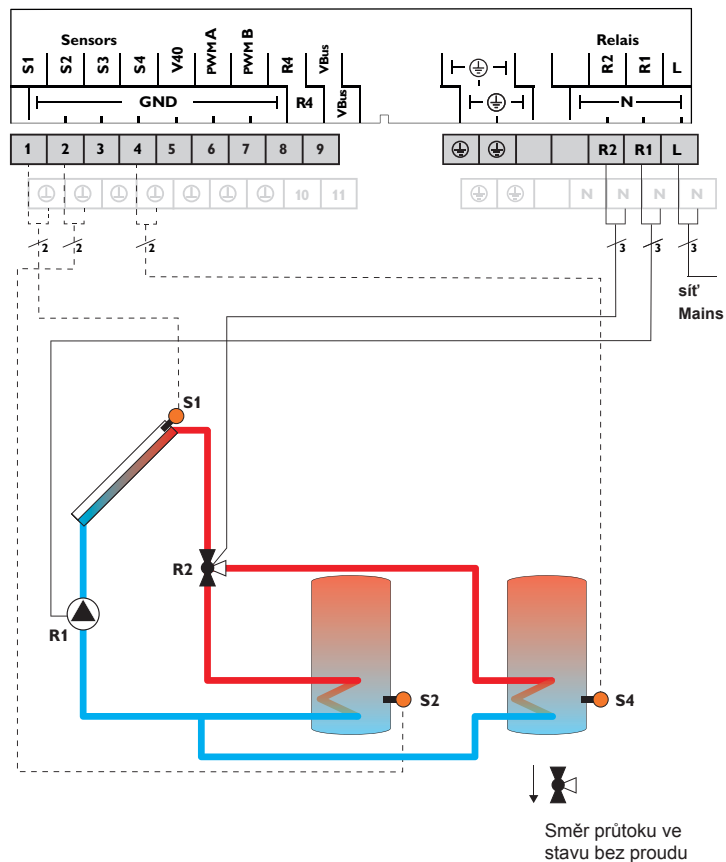 Sensors
Relais
S1 S2 S3 S4 V40 PWM A PWM B R4 VBus
R2 R1 L
GND R4 VBus
N
1 2 3 4 5 6 7 8 9
R2 R1 L
10 11
N N N N
2 2 2
3 3 3
síť
Mains
S1
R2
R1
S2
S4
Směr průtoku ve
stavu bez proudu